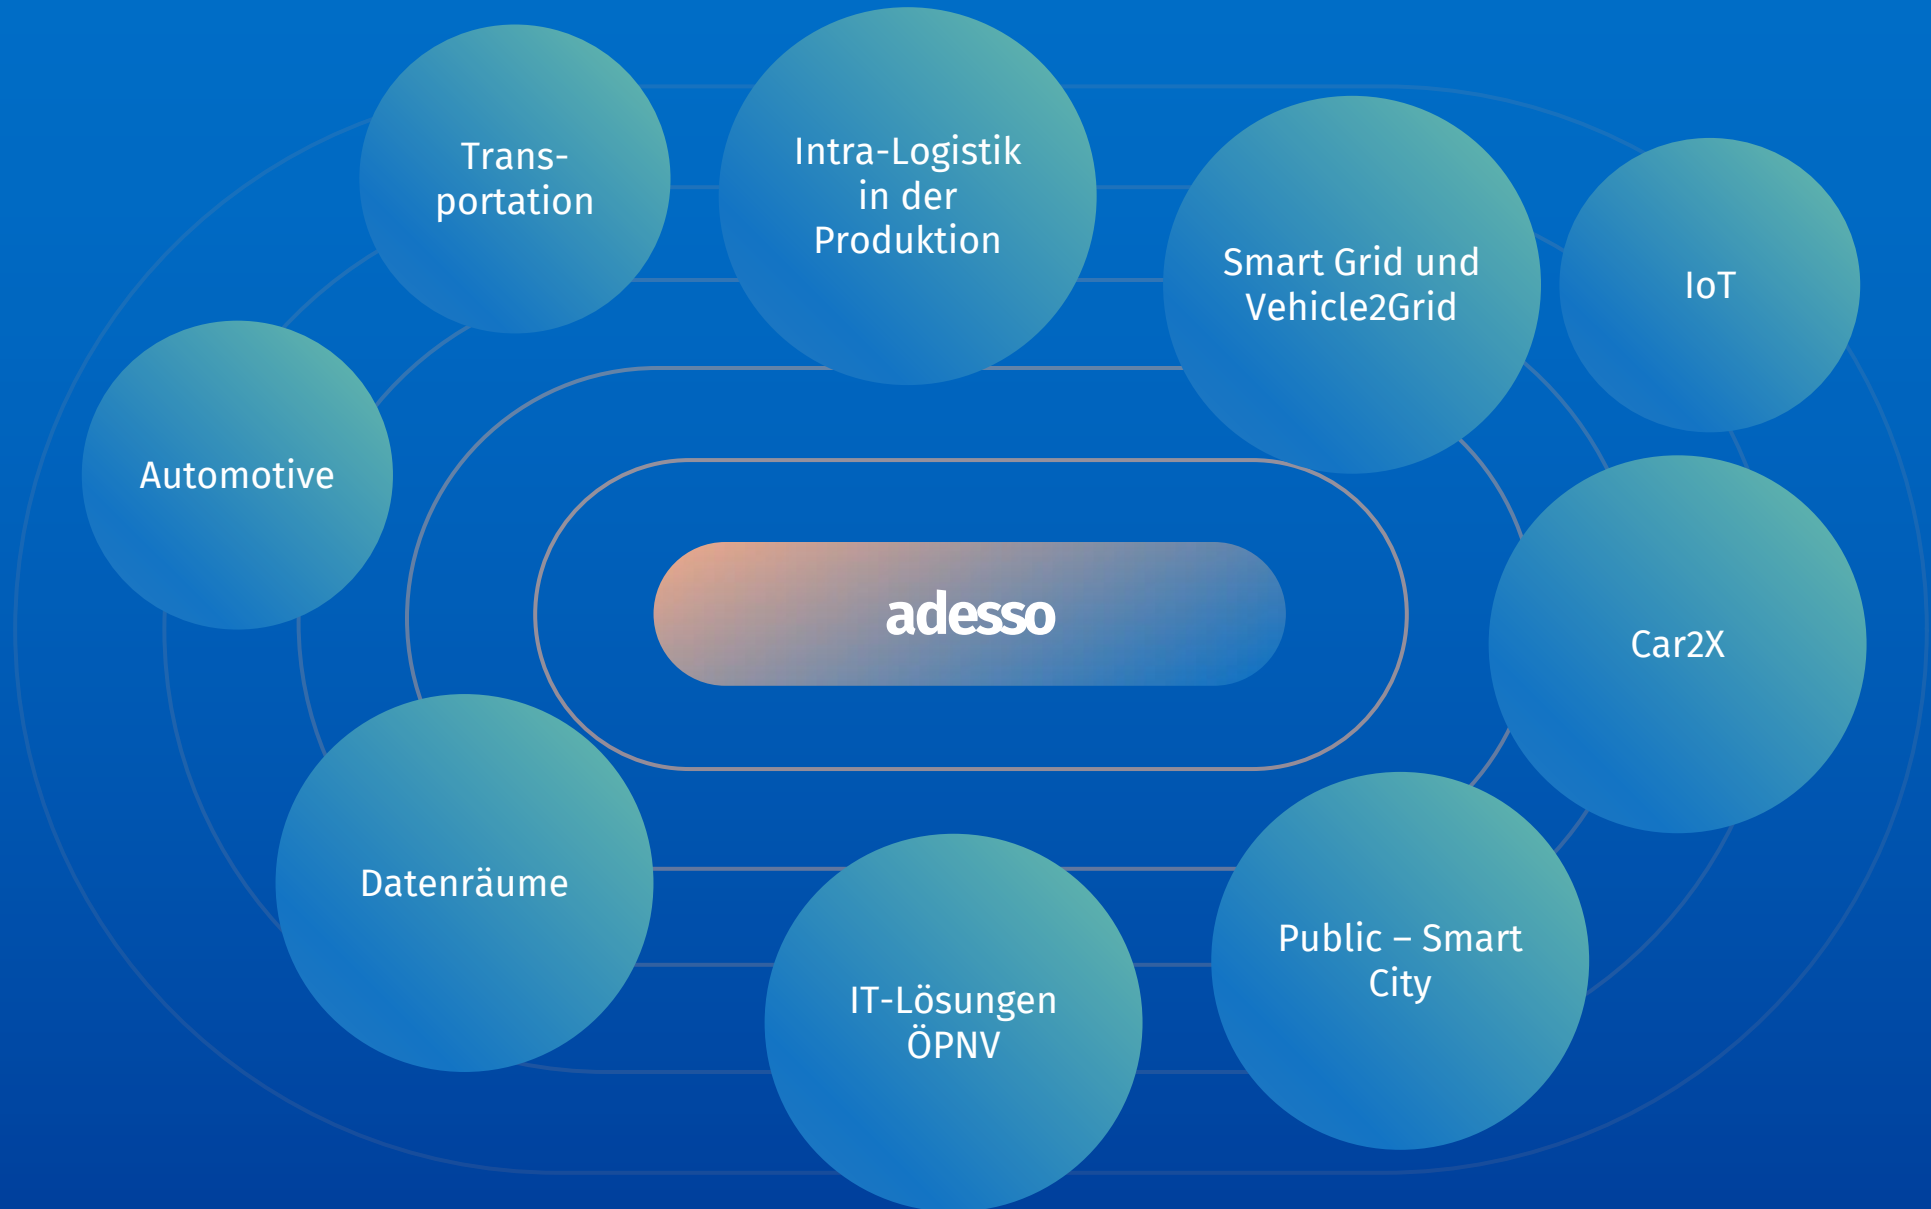 Trans-
portation
Intra-Logistik
in der
Produktion
Smart Grid und
Vehicle2Grid
IoT
Automotive
adesso
Car2X
Datenräume
IT-Lösungen
ÖPNV
Public – Smart
City